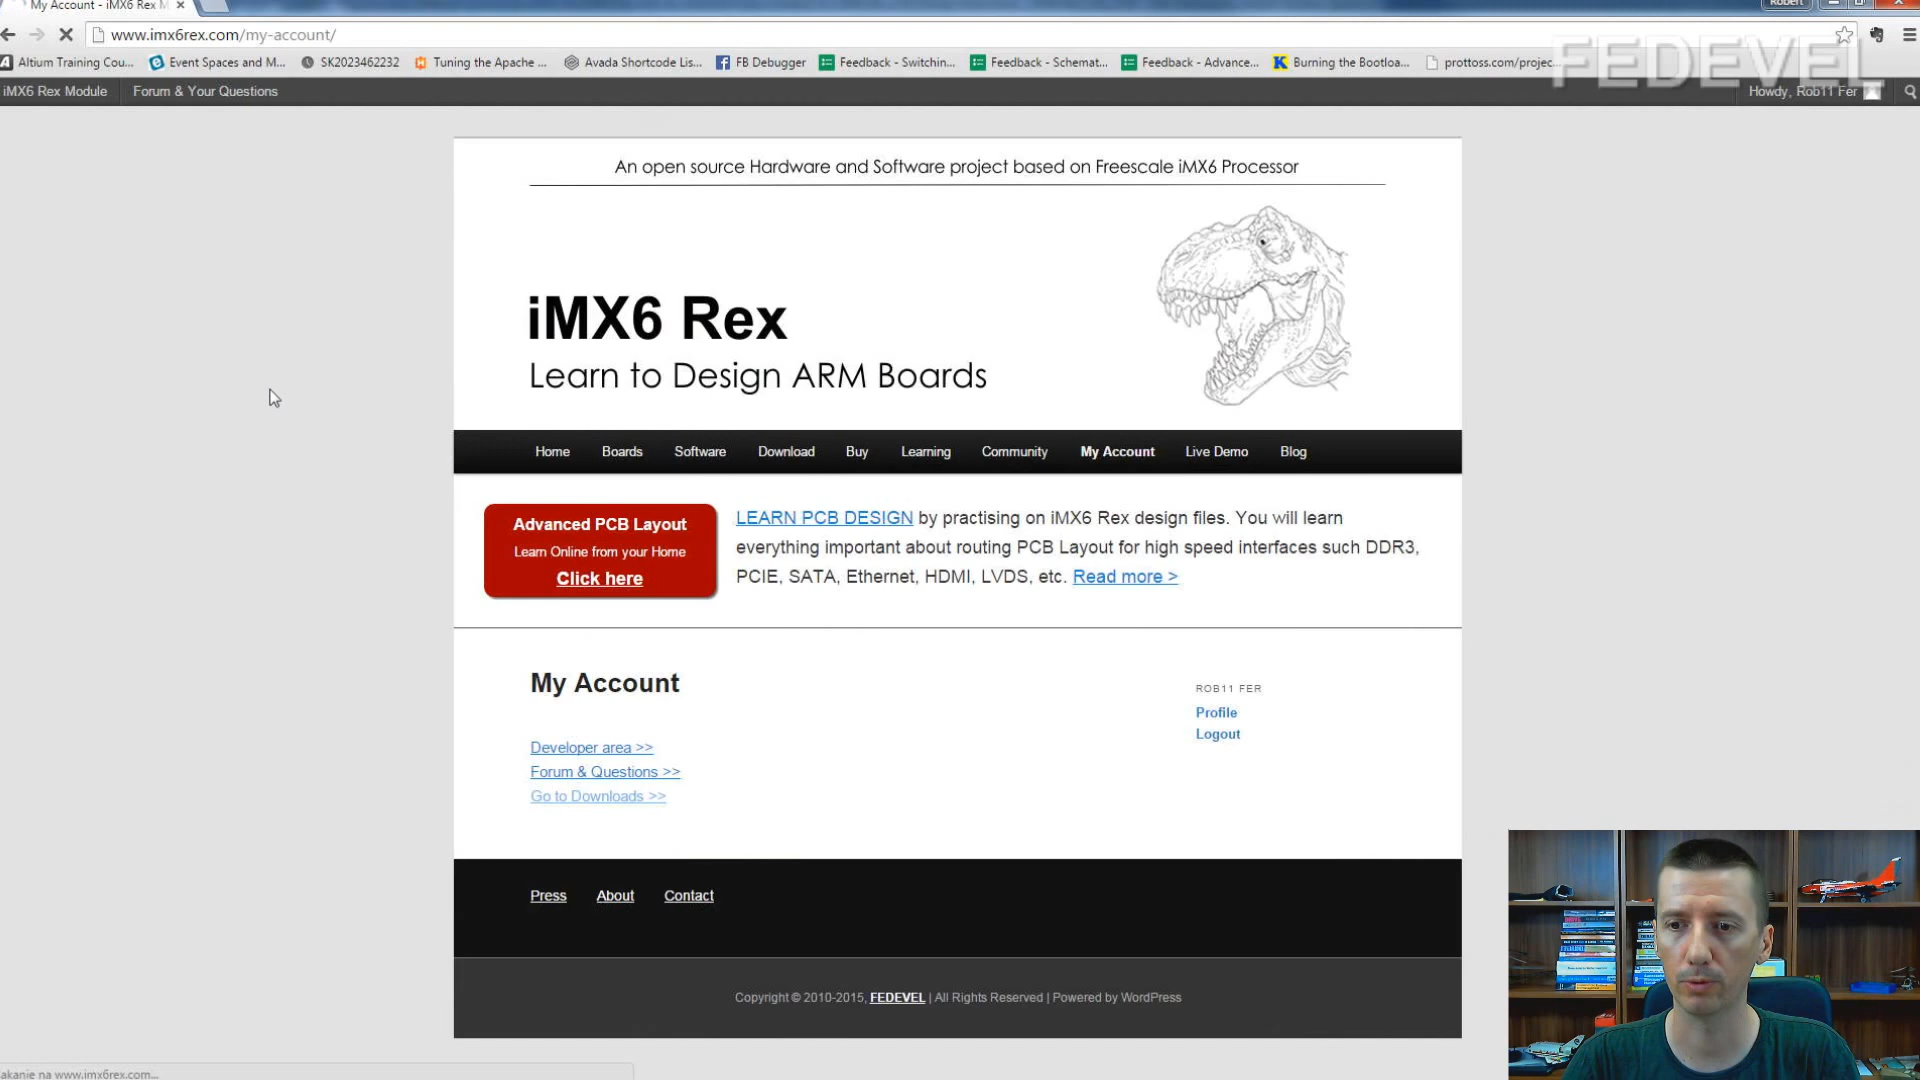 My Account - iMX6 Rex M
Robert
www.imx6rex.com/my-account/
Altium Training Cou...
Event Spaces and M...
SK2023462232
Tuning the Apache ...
Avada Shortcode Lis...
FB Debugger
Feedback - Switchin...
Feedback - Schemat...
Feedback - Advance...
Burning the Bootloa...
prottoss.com/projec...
FEDEVEL
iMX6 Rex Module
Forum & Your Questions
Howdy, Rob11 Fer
An open source Hardware and Software project based on Freescale iMX6 Processor
iMX6 Rex
Learn to Design ARM Boards
Home Boards Software Download Buy Learning Community My Account Live Demo Blog
Advanced PCB Layout
Learn Online from your Home
Click here
LEARN PCB DESIGN by practising on iMX6 Rex design files. You will learn
everything important about routing PCB Layout for high speed interfaces such DDR3,
PCIE, SATA, Ethernet, HDMI, LVDS, etc. Read more >
My Account
Developer area >>
Forum & Questions >>
Go to Downloads >>
ROB11 FER
Profile
Logout
Press About Contact
Copyright © 2010-2015, FEDEVEL | All Rights Reserved | Powered by WordPress
akanie na www.imx6rex.com...